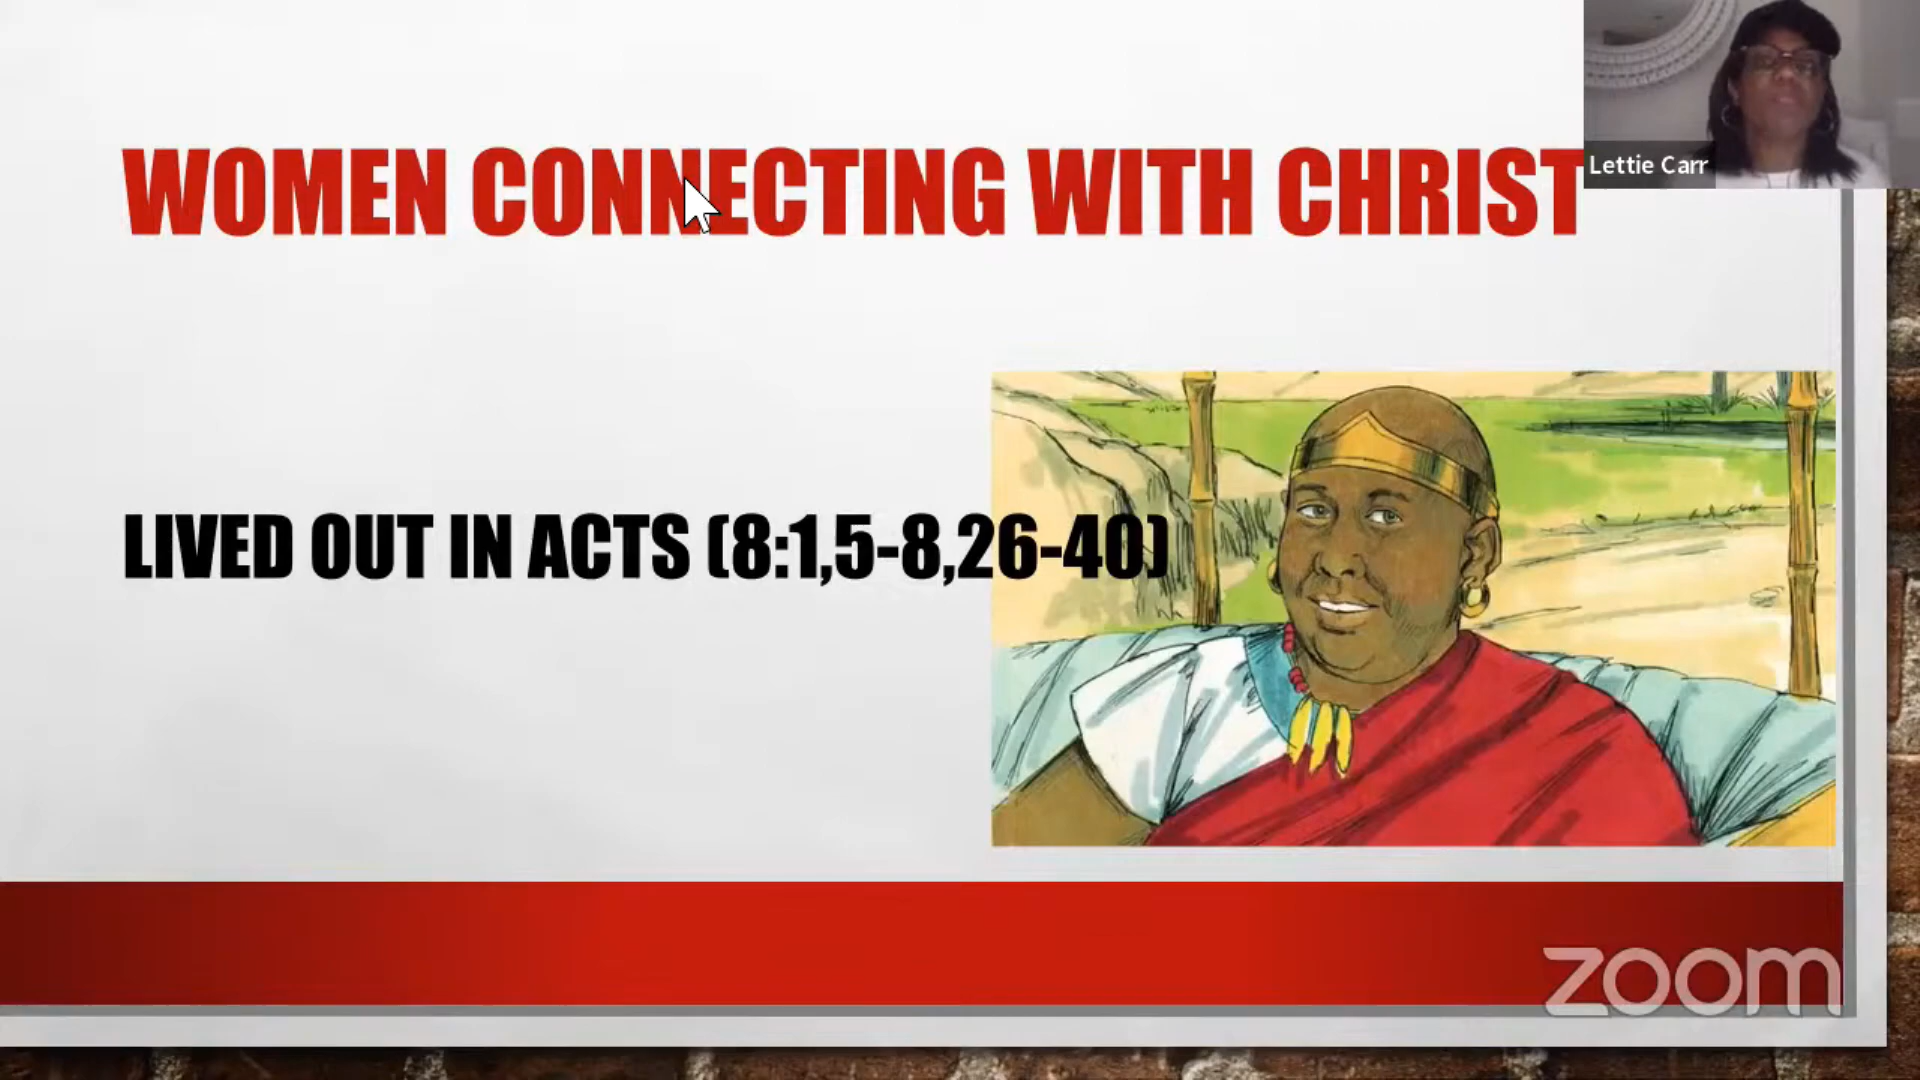 WOMEN CONNECTING WITH CHRIST
Lettie Carr
LIVED OUT IN ACTS (8:1,5-8,26-40)
zoom